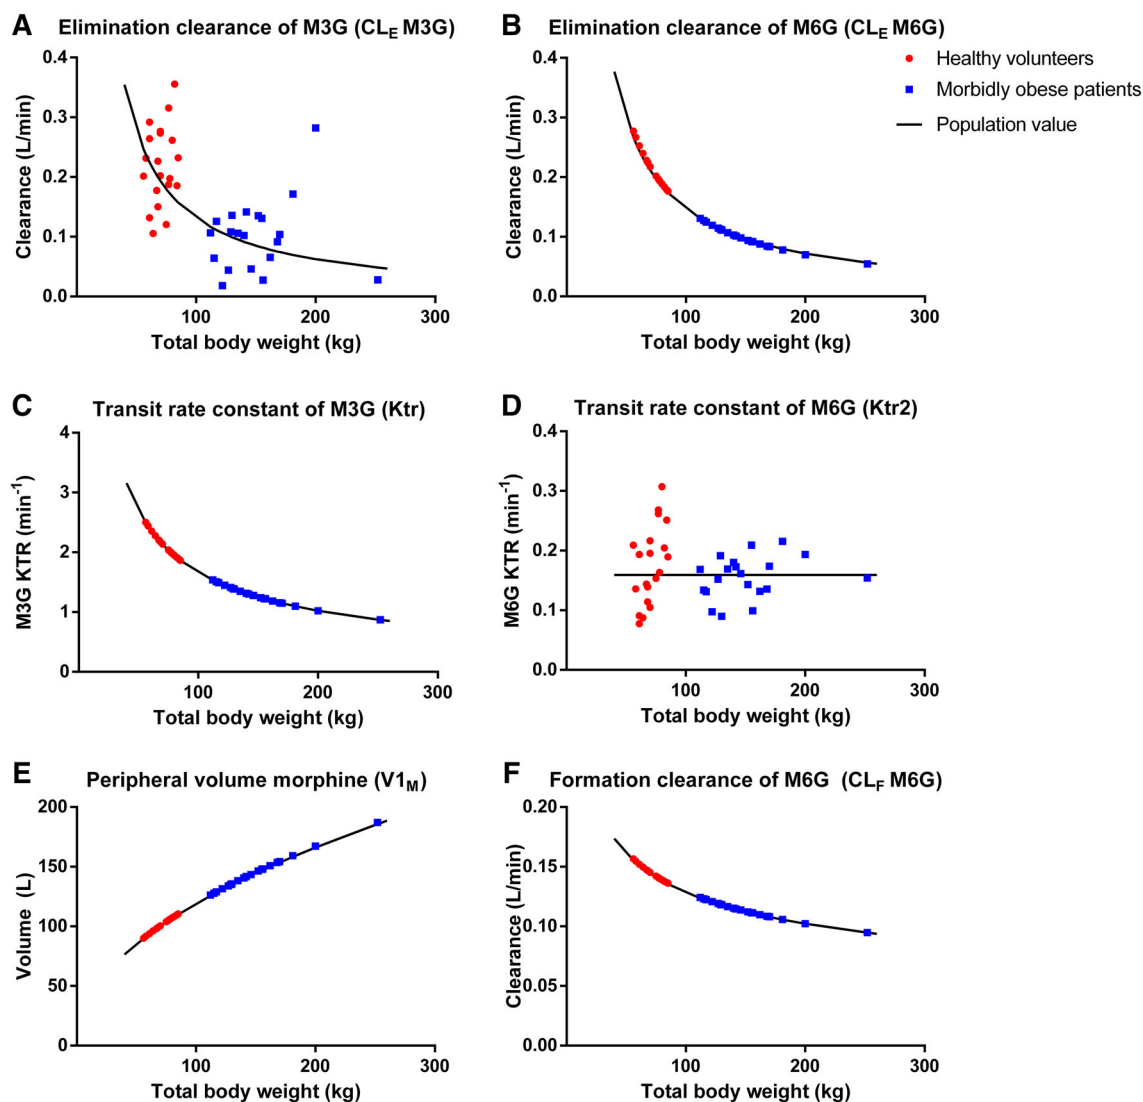 A Elimination clearance of M3G (CLE M3G)
Clearance (L/min)
0.4
0.3
0.2
0.1
0.0
100 200 300
Total body weight (kg)
B Elimination clearance of M6G (CLE M6G)
Clearance (L/min)
0.4
0.3
0.2
0.1
0.0
100 200 300
Total body weight (kg)
Healthy volunteers
Morbidly obese patients
Population value
C Transit rate constant of M3G (Ktr)
M3G KTR (min-1)
4
3
2
1
0
100 200 300
Total body weight (kg)
D Transit rate constant of M6G (Ktr2)
M6G KTR (min-1)
0.4
0.3
0.2
0.1
0.0
100 200 300
Total body weight (kg)
E Peripheral volume morphine (V1M)
Volume (L)
200
150
100
50
0
100 200 300
Total body weight (kg)
F Formation clearance of M6G (CLF M6G)
Clearance (L/min)
0.20
0.15
0.10
0.05
0.00
100 200 300
Total body weight (kg)